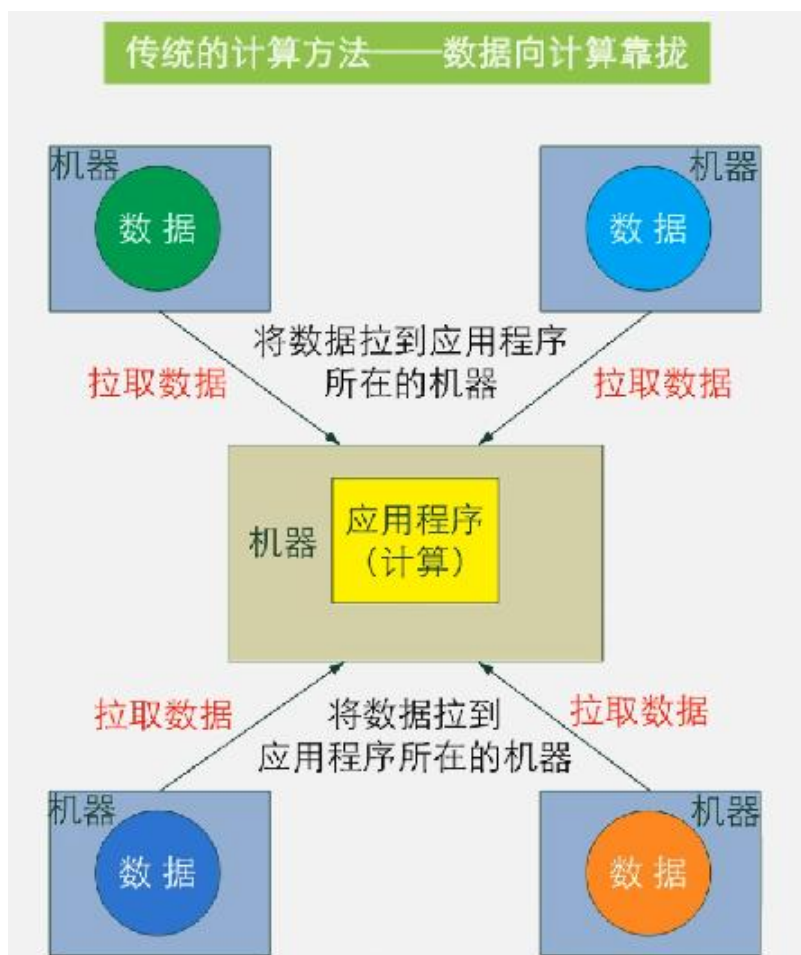 传统的计算方法——数据向计算靠拢
机器
数据
机器
数据
将数据拉到应用程序
所在的机器
拉取数据
拉取数据
机器
应用程序
（计算）
拉取数据
将数据拉到
应用程序所在的机器
拉取数据
机器
数据
机器
数据